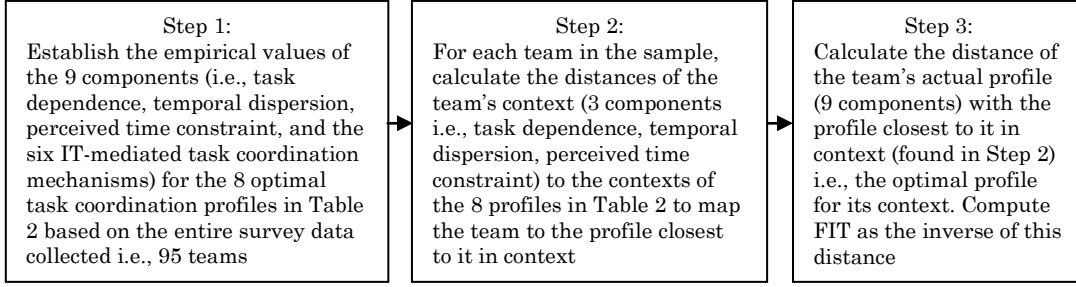 Step 1:
Establish the empirical values of
the 9 components (i.e., task
dependence, temporal dispersion,
perceived time constraint, and the
six IT-mediated task coordination
mechanisms) for the 8 optimal
task coordination profiles in Table
2 based on the entire survey data
collected i.e., 95 teams
Step 2:
For each team in the sample,
calculate the distances of the
team's context (3 components
i.e., task dependence, temporal
dispersion, perceived time
constraint) to the contexts of
the 8 profiles in Table 2 to map
the team to the profile closest
to it in context
Step 3:
Calculate the distance of
the team's actual profile
(9 components) with the
profile closest to it in
context (found in Step 2)
i.e., the optimal profile
for its context. Compute
FIT as the inverse of this
distance